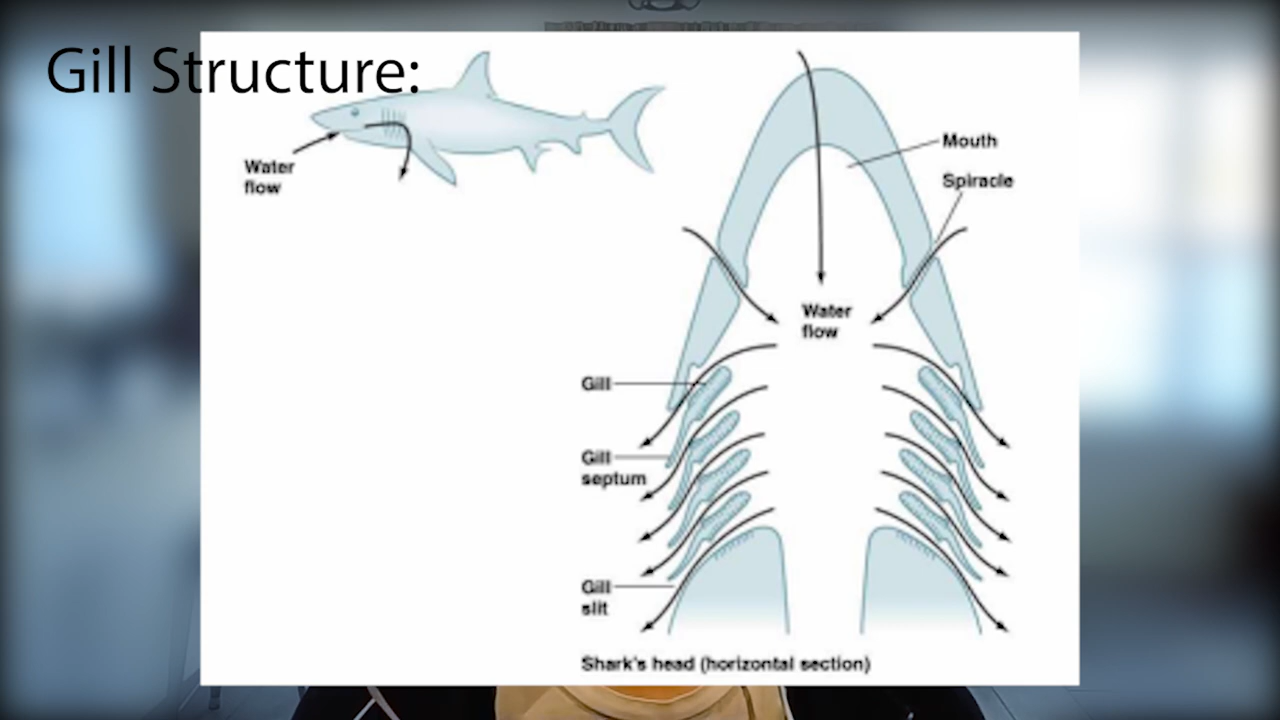 Gill Structure:
Water
flow
Mouth
Spiracle
Water
flow
Gill
Gill
septum
Gill
slit
Shark's head (horizontal section)